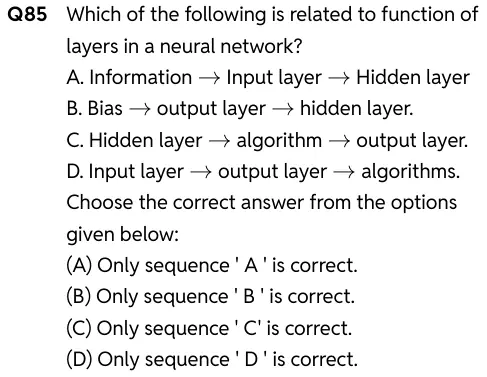 Q85 Which of the following is related to function of
layers in a neural network?
A. Information → Input layer → Hidden layer
B. Bias → output layer → hidden layer.
C. Hidden layer → algorithm → output layer.
D. Input layer → output layer → algorithms.
Choose the correct answer from the options
given below:
(A) Only sequence ' A ' is correct.
(B) Only sequence ' B ' is correct.
(C) Only sequence ' C' is correct.
(D) Only sequence ' D ' is correct.